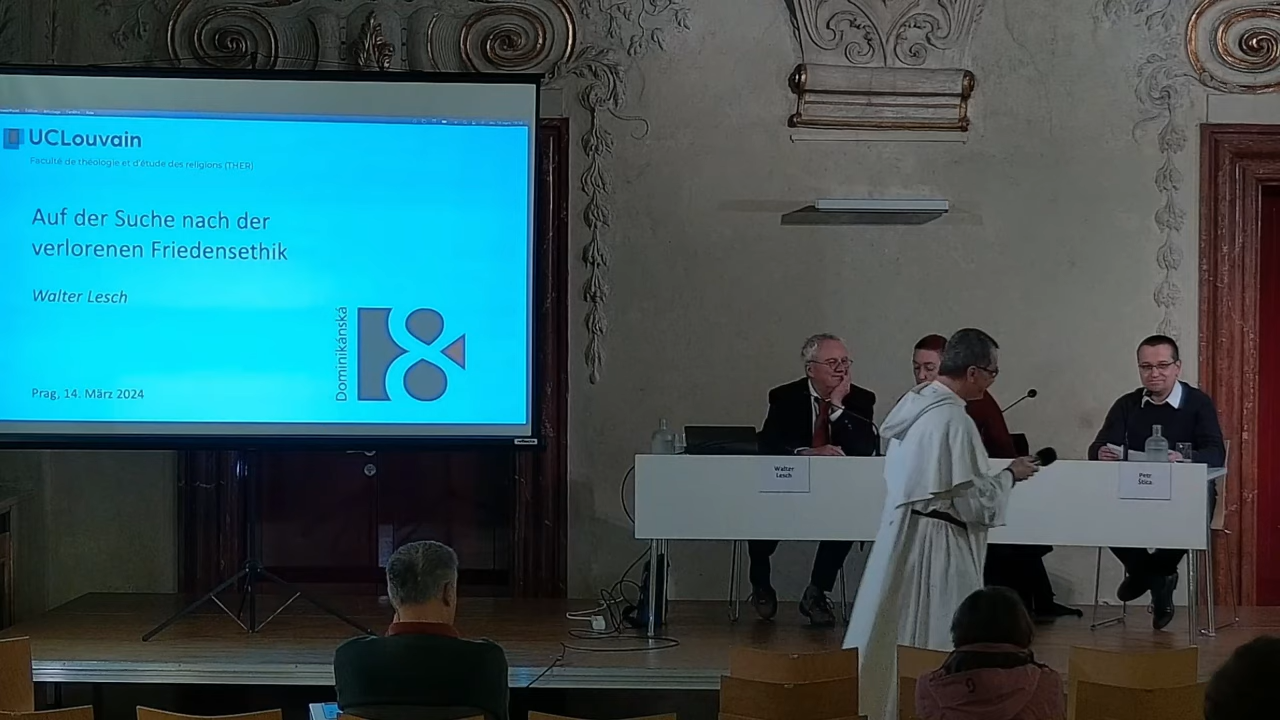 UCLouvain
Faculté de théologie et d'étude des religions (THER)
Auf der Suche nach der
verlorenen Friedensethik
Walter Lesch
Dominikánská
8
Prag, 14. März 2024
Walter
Lesch
Petr
Štica